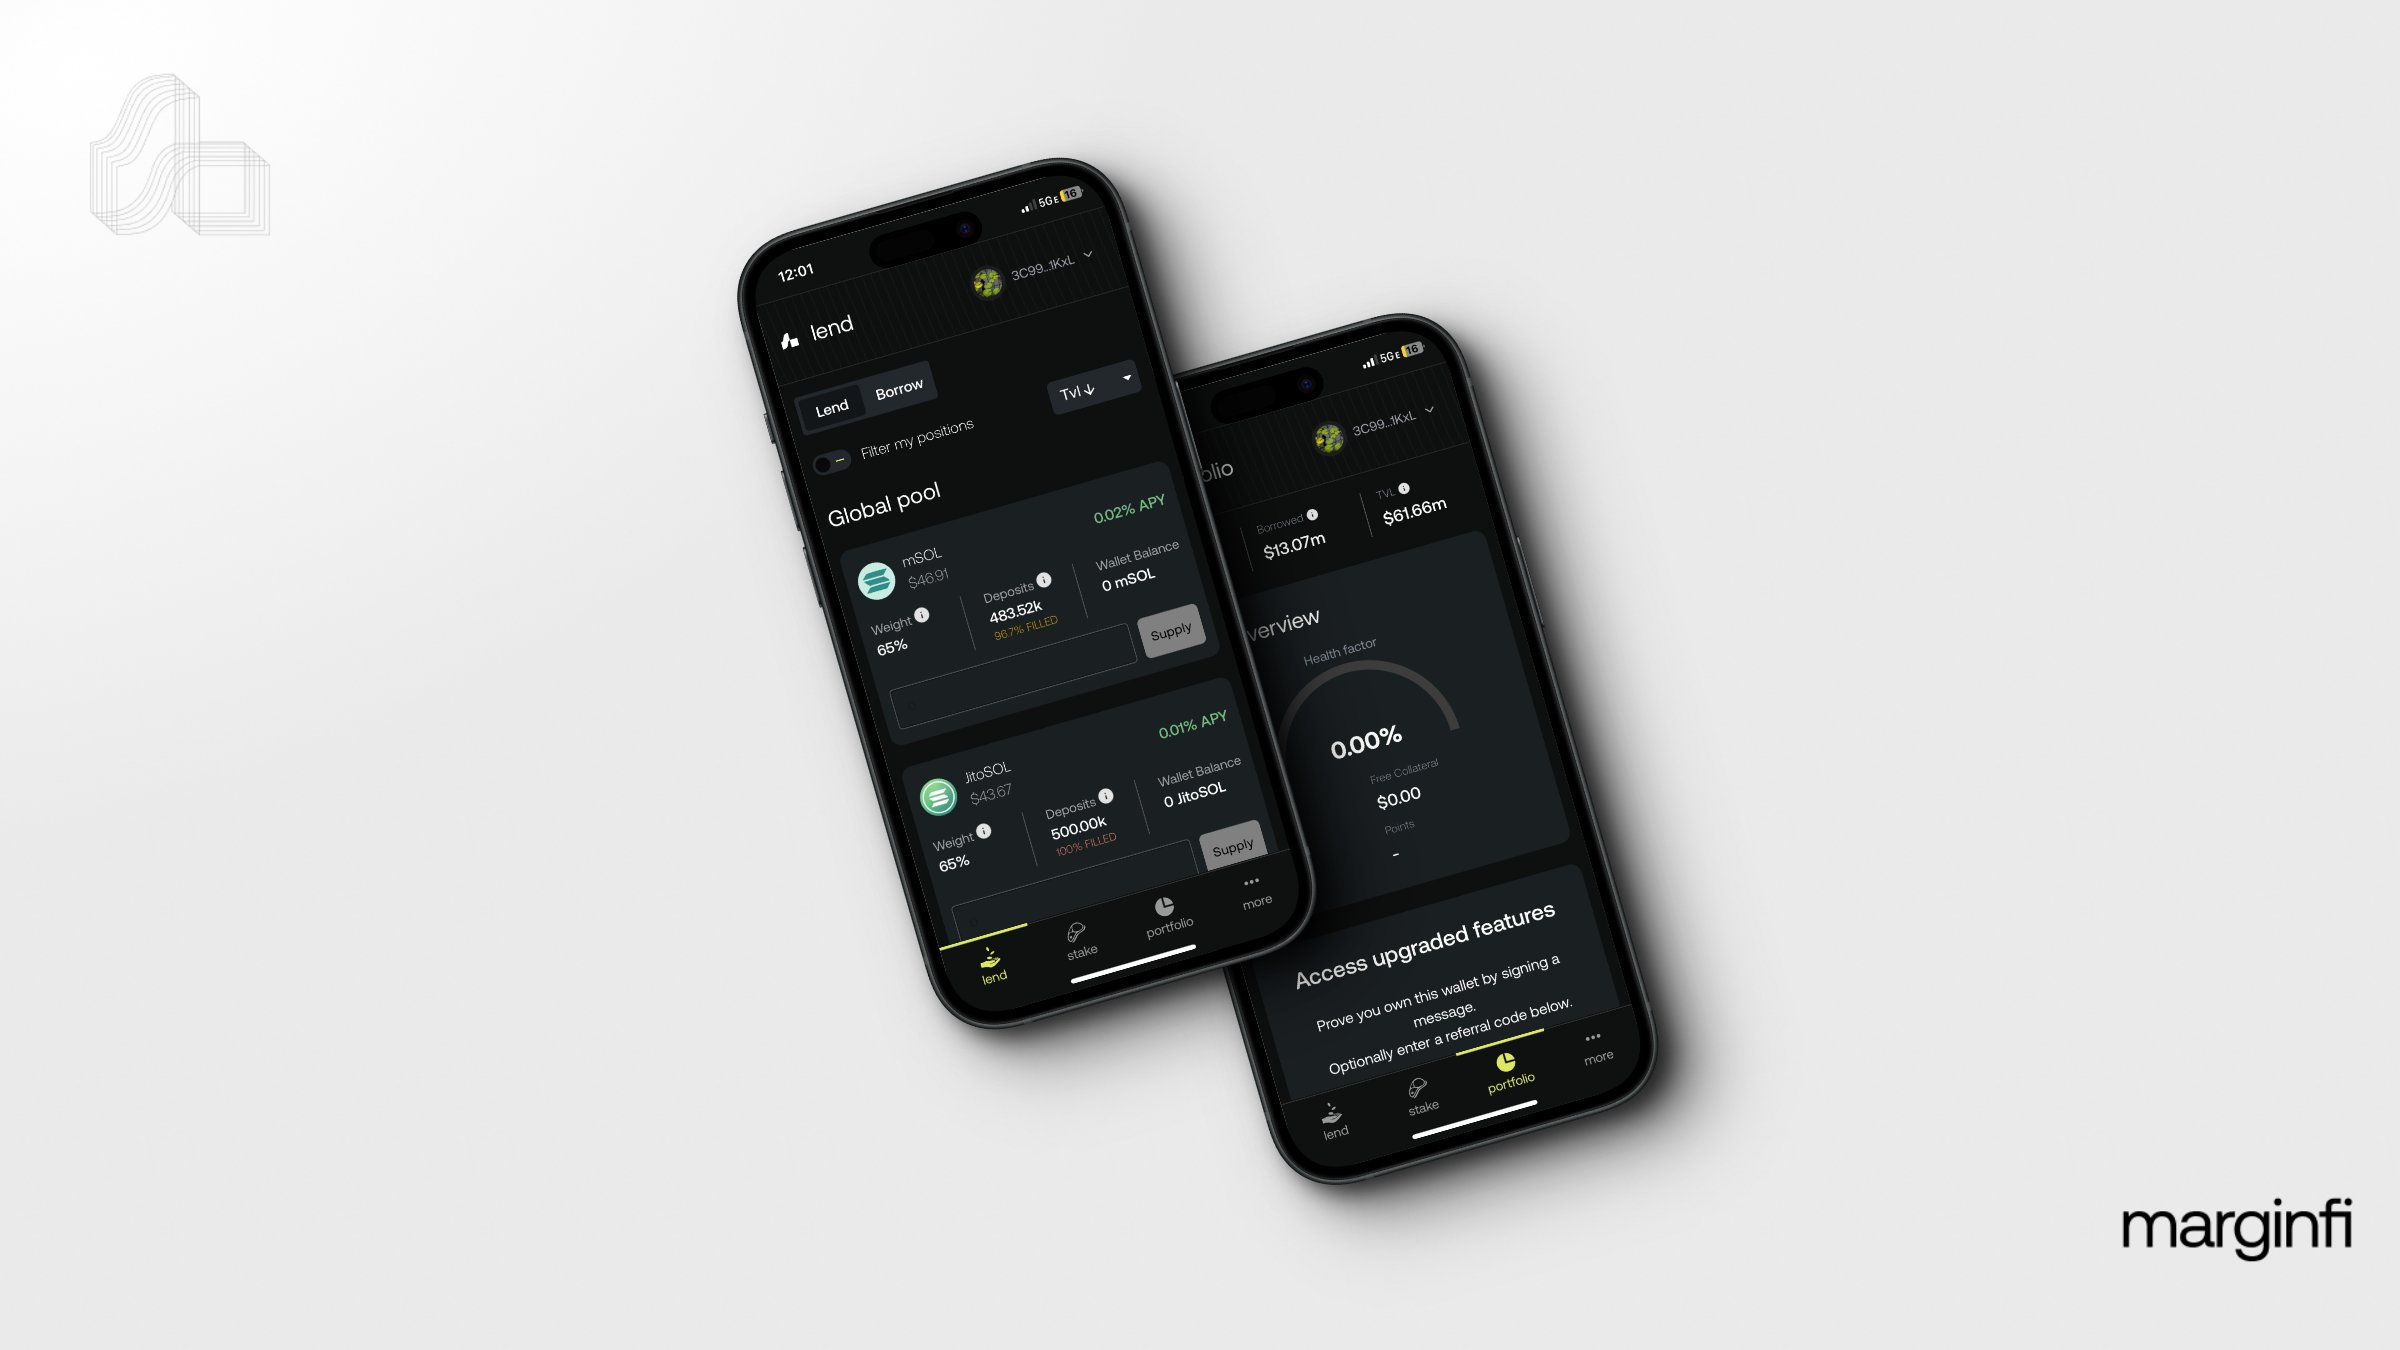 12:01
5GE 16
3C99...1KxL
lend
Lend Borrow
Tvl ↓
Filter my positions
Global pool
mSOL
$46.91
0.02% APY
Weight
65%
Deposits
483.52k
96.7% FILLED
Wallet Balance
0 mSOL
0
Supply
JitoSOL
$43.67
0.01% APY
Weight
65%
Deposits
500.00k
100% FILLED
Wallet Balance
0 JitoSOL
Supply
lend
stake
portfolio
more
5GE 16
3C99...1KxL
olio
Borrowed
$13.07m
TVL
$61.66m
verview
Health factor
0.00%
Free Collateral
$0.00
Points
-
Access upgraded features
Prove you own this wallet by signing a
message.
Optionally enter a referral code below.
lend
stake
portfolio
more
marginfi